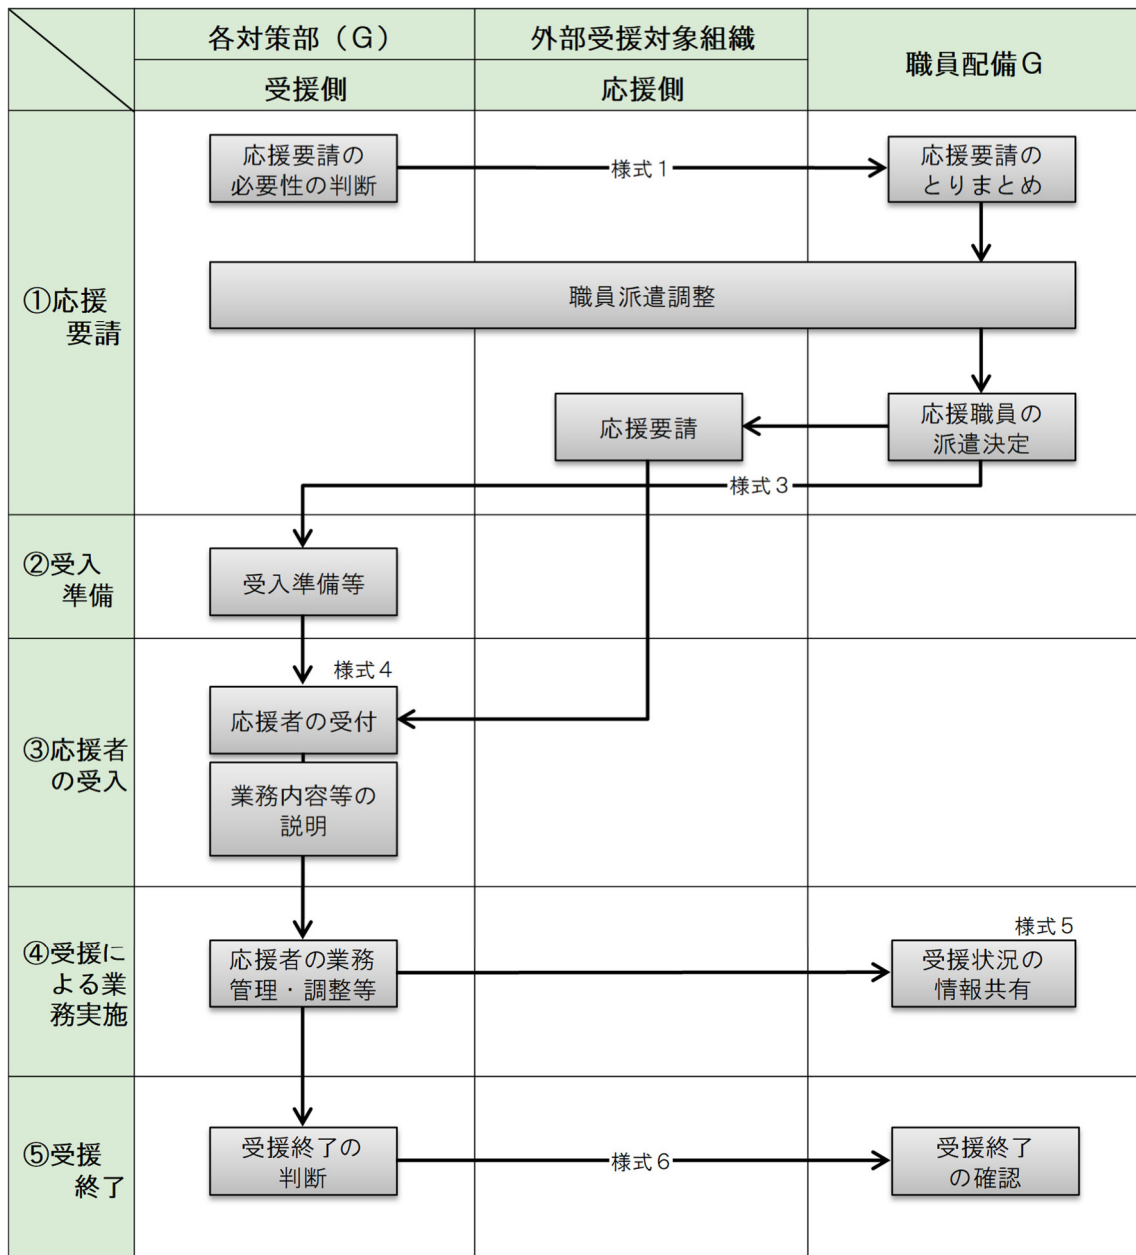 各対策部（Ｇ）
外部受援対象組織
職員配備Ｇ
受援側
応援側
①応援
要請
応援要請の
必要性の判断
様式１
応援要請の
とりまとめ
職員派遣調整
応援要請
応援職員の
派遣決定
様式３
②受入
準備
受入準備等
③応援者
の受入
様式４
応援者の受付
業務内容等の
説明
④受援に
よる業
務実施
応援者の業務
管理・調整等
様式５
受援状況の
情報共有
⑤受援
終了
受援終了の
判断
様式６
受援終了
の確認